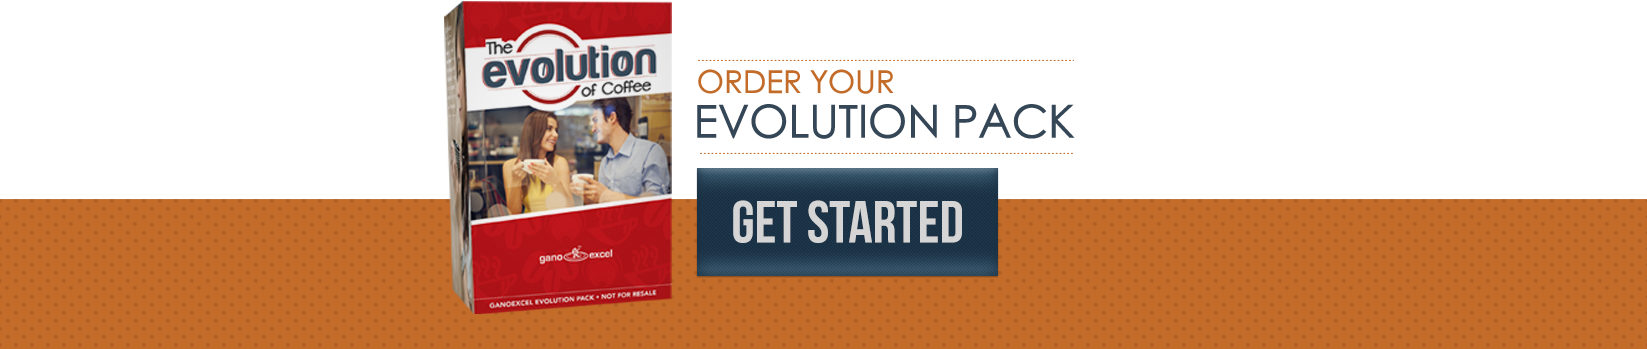 The
evolution
of Coffee
gano excel
GANOEXCEL EVOLUTION PACK • NOT FOR RESALE
ORDER YOUR
EVOLUTION PACK
GET STARTED